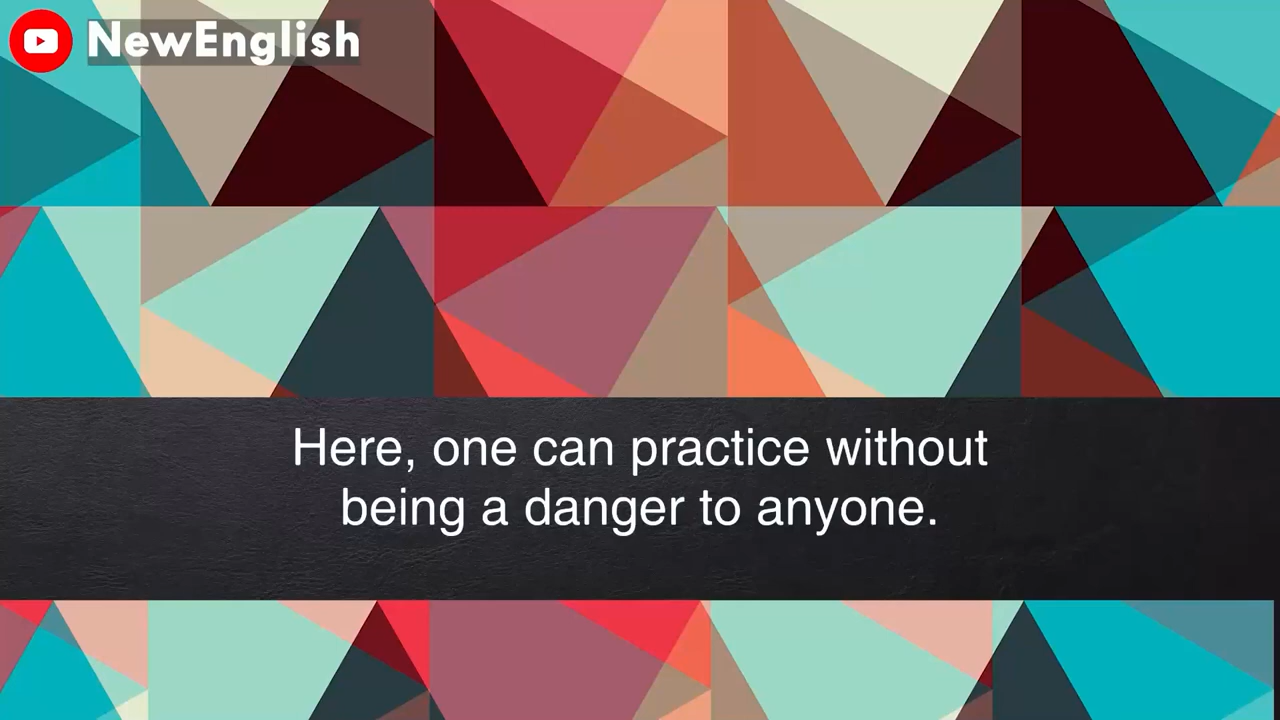 NewEnglish
Here, one can practice without
being a danger to anyone.